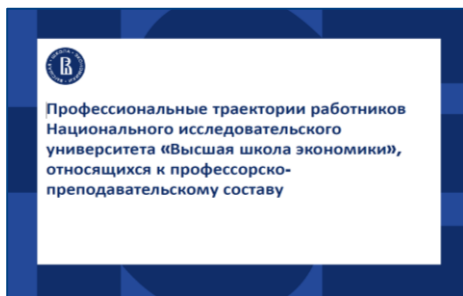 Профессиональные траектории работников
Национального исследовательского
университета «Высшая школа экономики»,
относящихся к профессорско-
преподавательскому составу